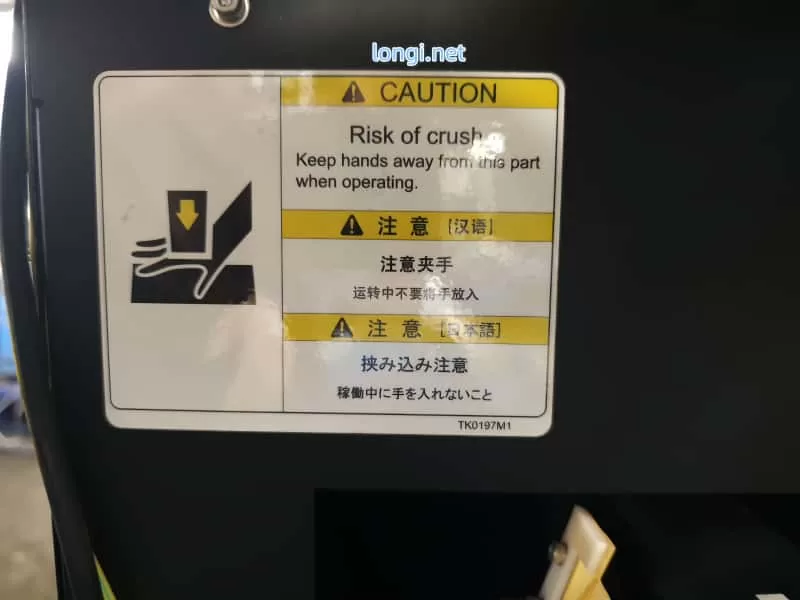 longi.net
CAUTION
Risk of crush
Keep hands away from this part
when operating.
注意 [汉语]
注意夹手
运转中不要将手放入
注意 [日本語]
挟み込み注意
稼働中に手を入れないこと
TK0197M1